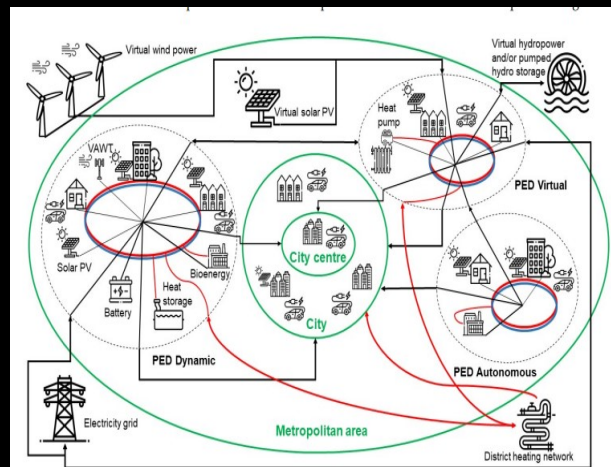 Virtual wind power
Virtual solar PV
Virtual hydropower
and/or pumped
hydro storage
Heat
pump
VAWT
PED Virtual
Solar PV
Bioenergy
Battery
Heat
storage
City centre
City
PED Dynamic
PED Autonomous
Electricity grid
Metropolitan area
District heating network